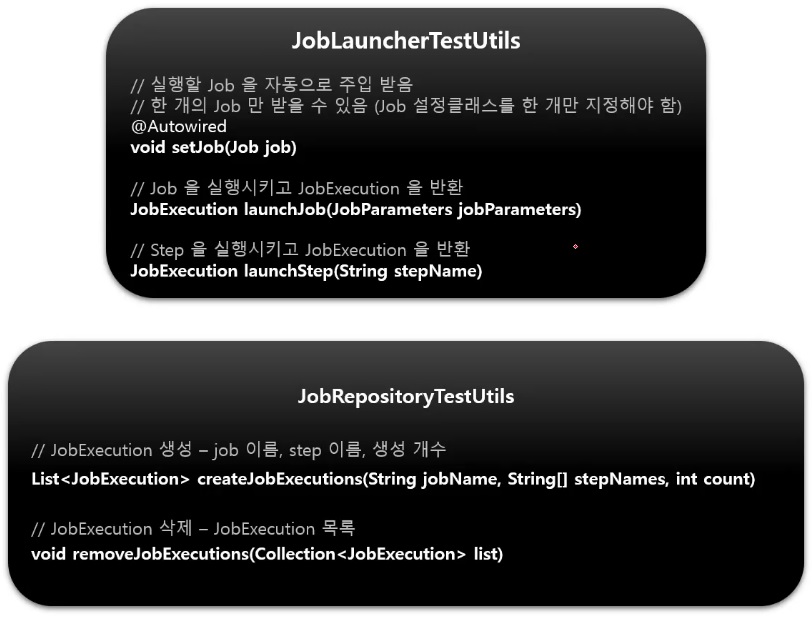 JobLauncherTestUtils
// 실행할 Job 을 자동으로 주입 받음
// 한 개의 Job 만 받을 수 있음 (Job 설정클래스를 한 개만 지정해야 함)
@Autowired
void setJob(Job job)
// Job 을 실행시키고 JobExecution 을 반환
JobExecution launchJob(JobParameters jobParameters)
// Step 을 실행시키고 JobExecution 을 반환
JobExecution launchStep(String stepName)
JobRepositoryTestUtils
// JobExecution 생성 – job 이름, step 이름, 생성 개수
List<JobExecution> createJobExecutions(String jobName, String[] stepNames, int count)
// JobExecution 삭제 – JobExecution 목록
void removeJobExecutions(Collection<JobExecution> list)